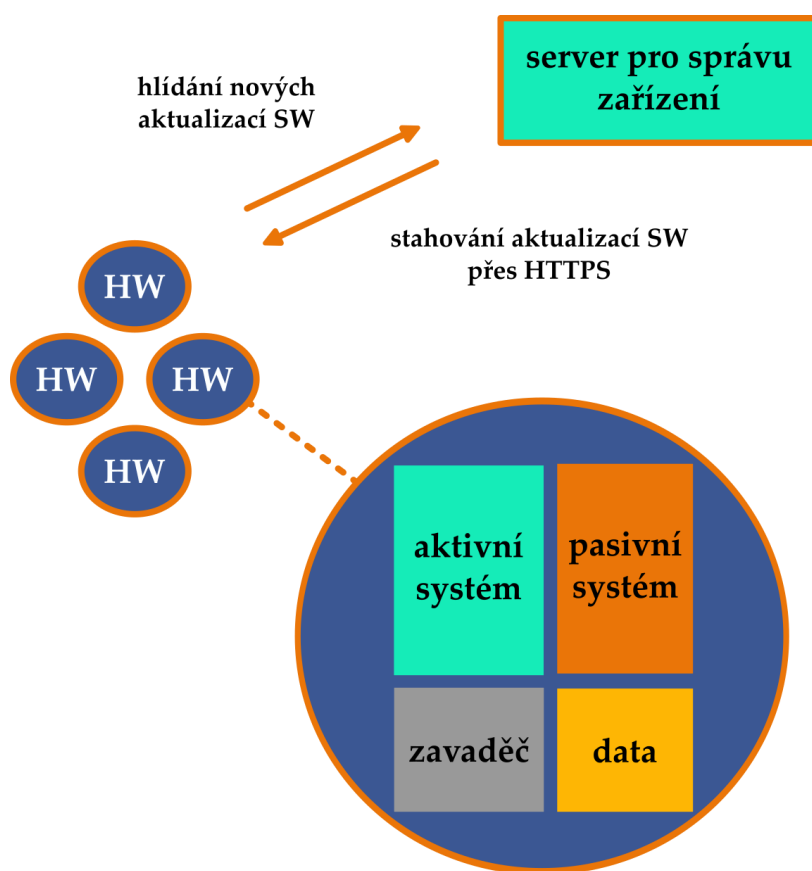 server pro správu
zařízení
hlídání nových
aktualizací SW
stahování aktualizací SW
přes HTTPS
HW
HW
HW
HW
aktivní
systém
pasivní
systém
zavaděč
data